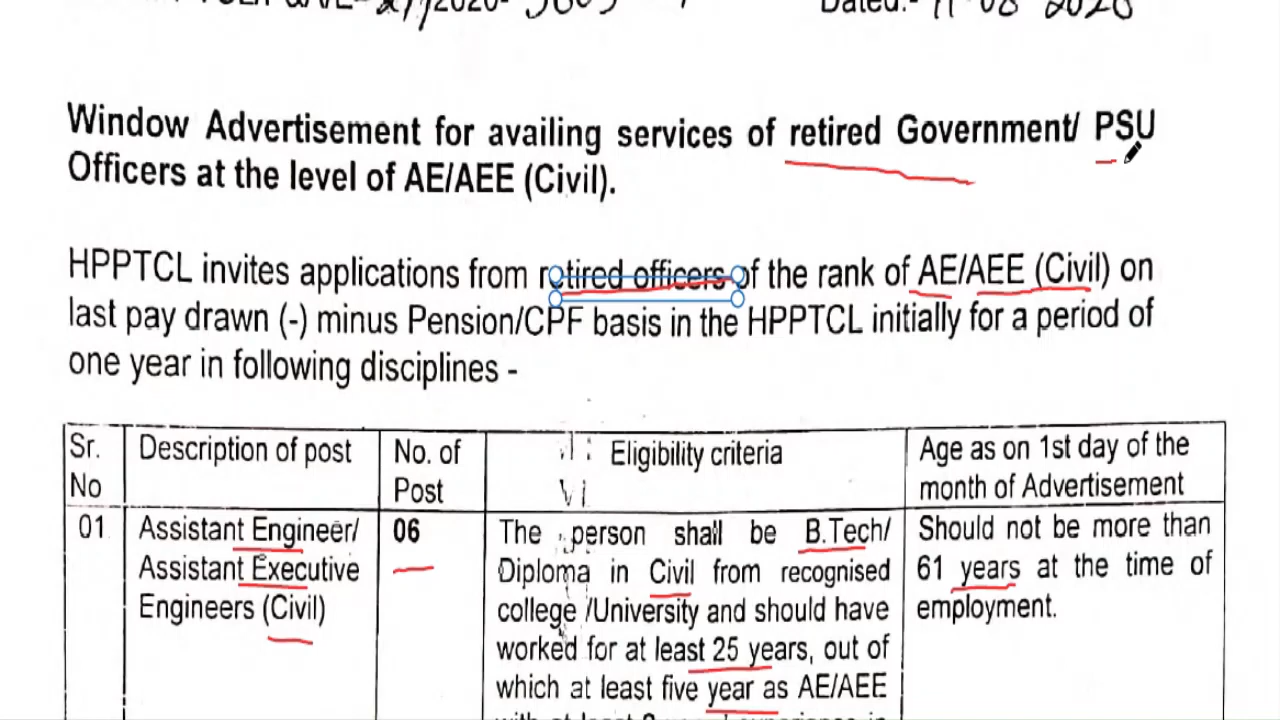 Dated:- 11-08-2020
Window Advertisement for availing services of retired Government/ PSU
Officers at the level of AE/AEE (Civil).
HPPTCL invites applications from retired officers of the rank of AE/AEE (Civil) on
last pay drawn (-) minus Pension/CPF basis in the HPPTCL initially for a period of
one year in following disciplines -
Sr.
No
Description of post
No. of
Post
Eligibility criteria
Age as on 1st day of the
month of Advertisement
01
Assistant Engineer/
Assistant Executive
Engineers (Civil)
06
The person shall be B.Tech/
Diploma in Civil from recognised
college /University and should have
worked for at least 25 years, out of
which at least five year as AE/AEE
Should not be more than
61 years at the time of
employment.